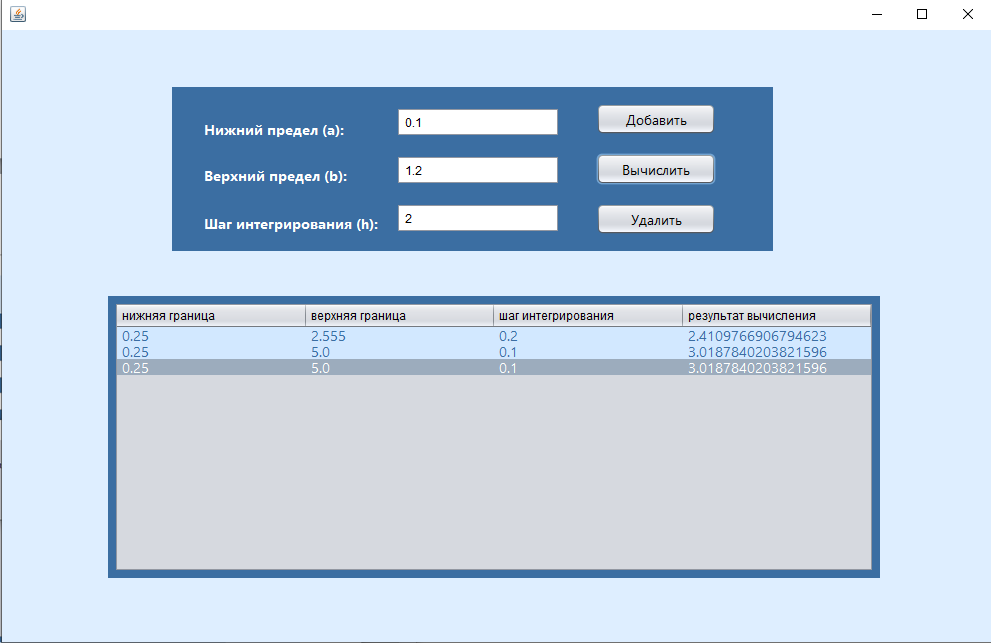 Нижний предел (a): 0.1 Добавить
Верхний предел (b): 1.2 Вычислить
Шаг интегрирования (h): 2 Удалить
нижняя граница верхняя граница шаг интегрирования результат вычисления
0.25 2.555 0.2 2.4109766906794623
0.25 5.0 0.1 3.0187840203821596
0.25 5.0 0.1 3.0187840203821596